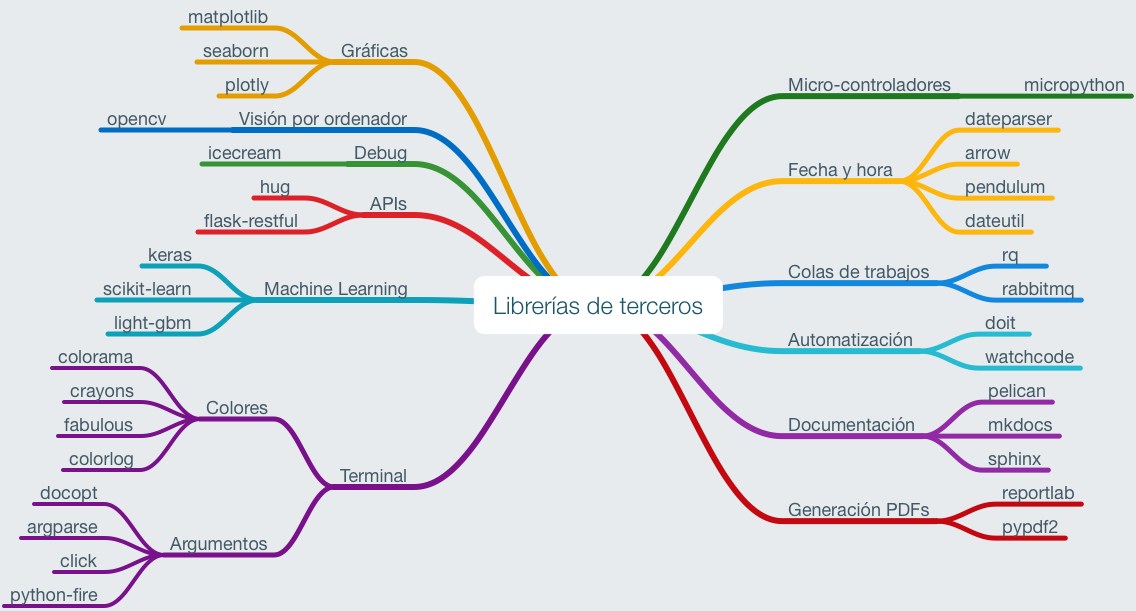 Librerías de terceros
Gráficas
matplotlib
seaborn
plotly
Visión por ordenador
opencv
Debug
icecream
APIs
hug
flask-restful
Machine Learning
keras
scikit-learn
light-gbm
Terminal
Colores
colorama
crayons
fabulous
colorlog
Argumentos
docopt
argparse
click
python-fire
Micro-controladores
micropython
Fecha y hora
dateparser
arrow
pendulum
dateutil
Colas de trabajos
rq
rabbitmq
Automatización
doit
watchcode
Documentación
pelican
mkdocs
sphinx
Generación PDFs
reportlab
pypdf2